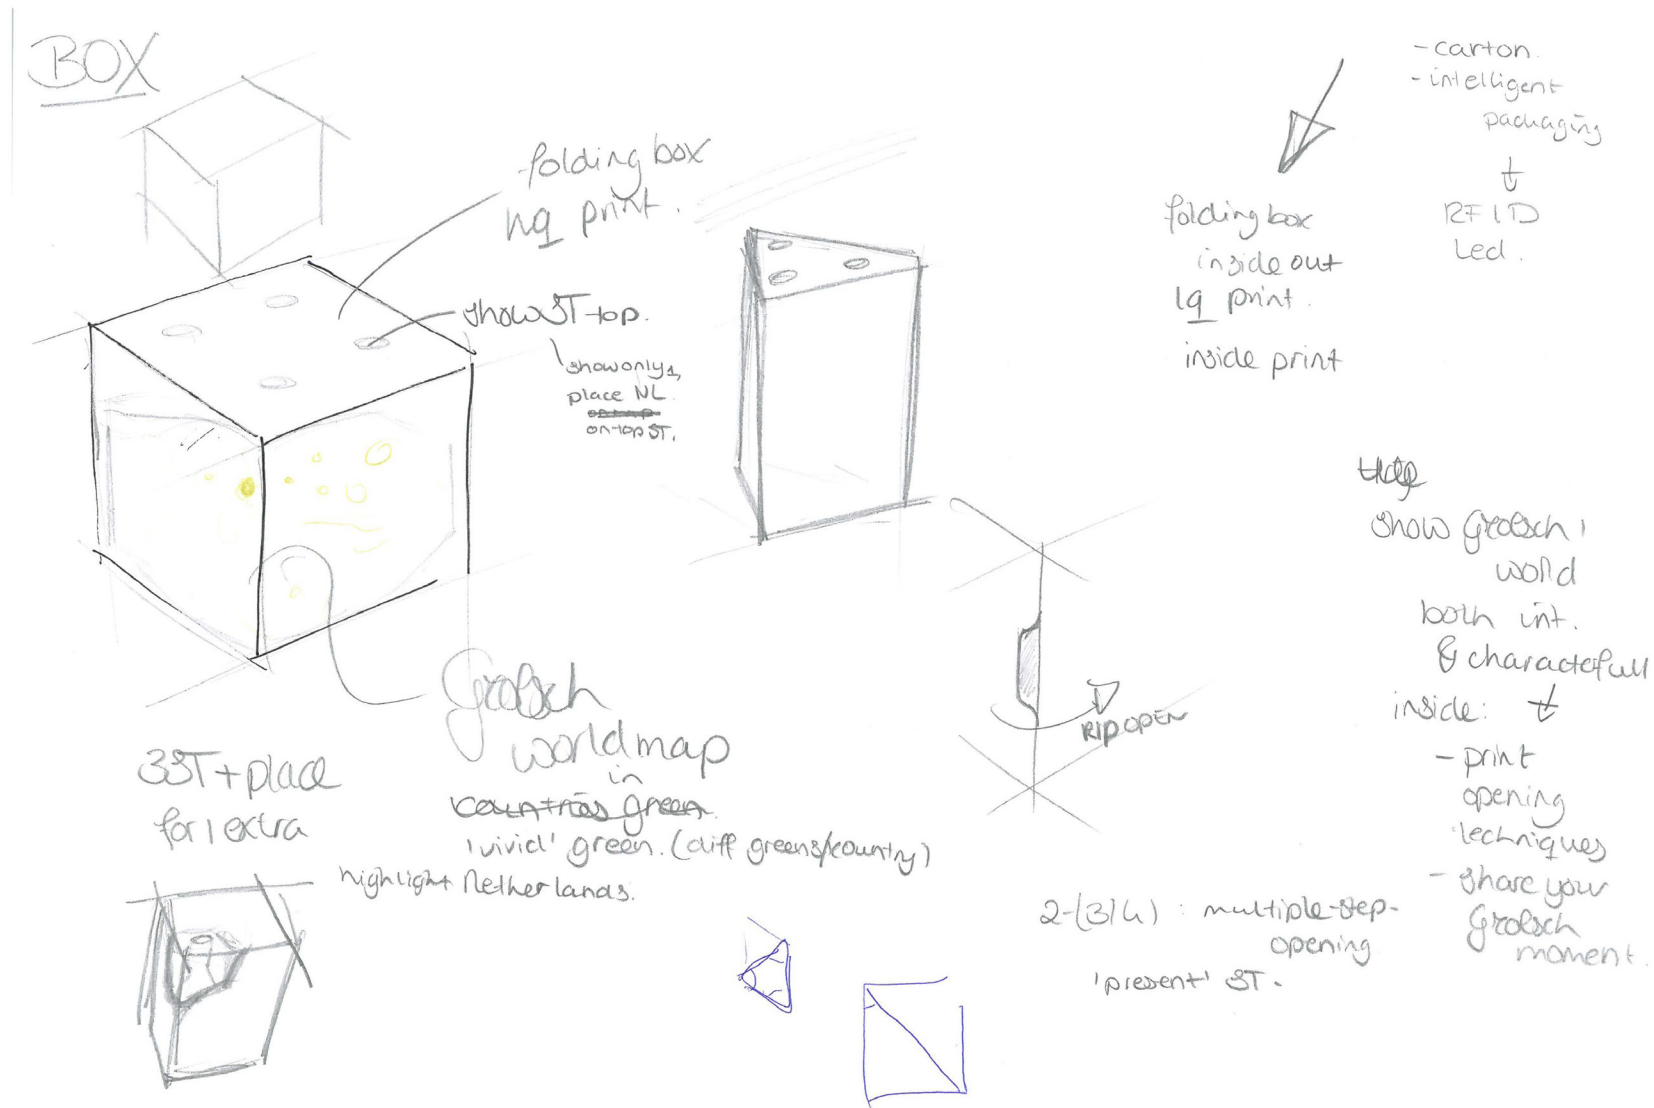 BOX
folding box
hq print.
show ST-top.
show only 1,
place NL.
on top ST.
- carton.
- intelligent
packaging
RFID
Led.
folding box
inside out
lq print.
inside print
show Grolsch,
world
both int.
& characterfull
inside:
- print
opening
techniques
- share your
Grolsch
moment.
RIP OPEN
Grolsch
world map
in
countries green
'vivid' green. (diff greens/country)
highlight Netherlands.
3ST + place
for 1 extra
2-(3/4) : multiple-step-
opening
'present' ST.